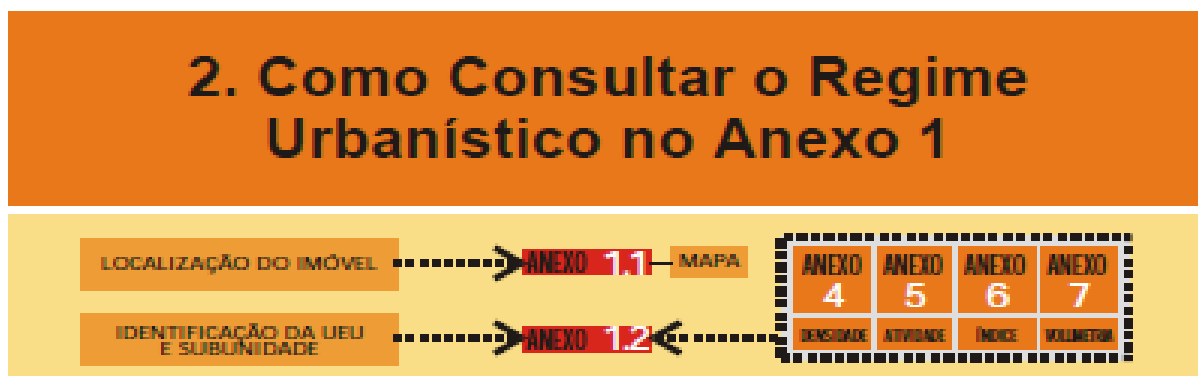 2. Como Consultar o Regime
Urbanístico no Anexo 1
LOCALIZAÇÃO DO IMÓVEL
ANEXO 1.1
MAPA
IDENTIFICAÇÃO DA UEU
E SUBUNIDADE
ANEXO 1.2
ANEXO
4
DENSIDADE
ANEXO
5
ATIVIDADE
ANEXO
6
ÍNDICE
ANEXO
7
VOLUMETRIA